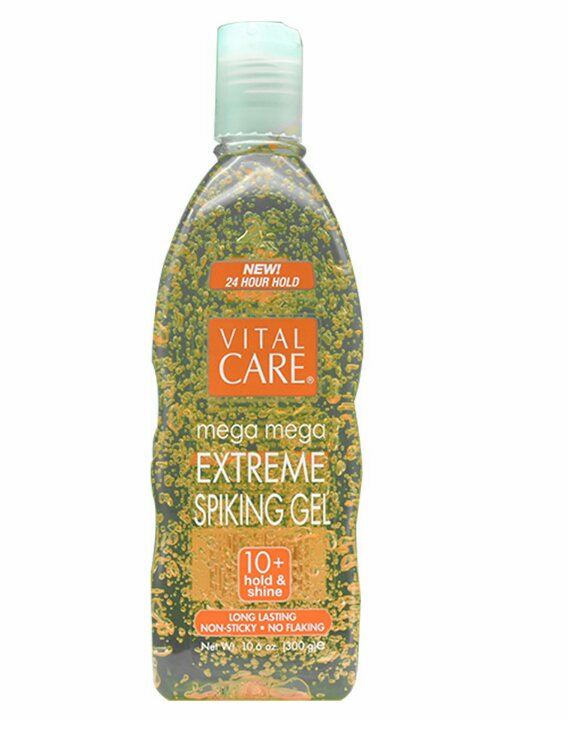 NEW!
24 HOUR HOLD
VITAL
CARE®
mega mega
EXTREME
SPIKING GEL
10+
hold &
shine
LONG LASTING
NON-STICKY • NO FLAKING
Net Wt. 10.6 oz. (300 g)e